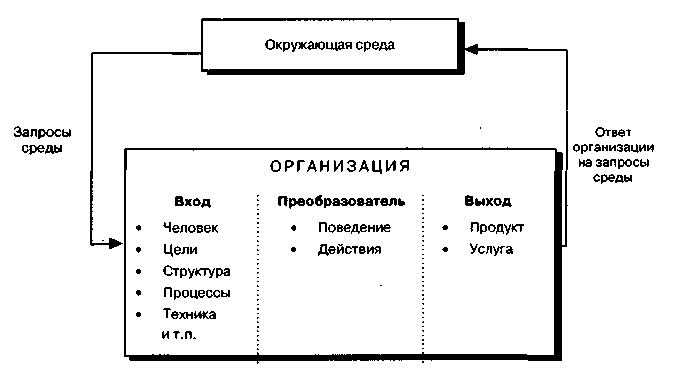 Окружающая среда
Запросы
среды
Ответ
организации
на запросы
среды
ОРГАНИЗАЦИЯ
Вход
• Человек
• Цели
• Структура
• Процессы
• Техника
и т.п.
Преобразователь
• Поведение
• Действия
Выход
• Продукт
• Услуга